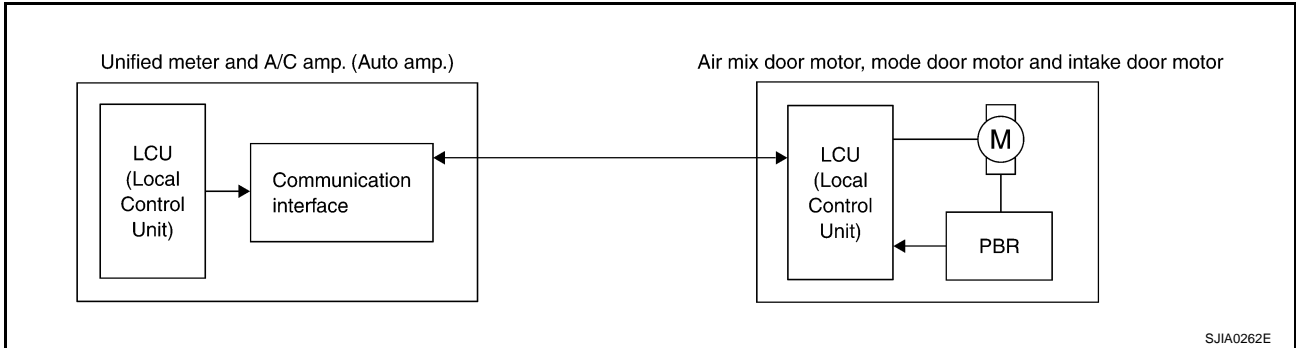 Unified meter and A/C amp. (Auto amp.)
LCU
(Local
Control
Unit)
Communication
interface
Air mix door motor, mode door motor and intake door motor
LCU
(Local
Control
Unit)
M
PBR
SJIA0262E